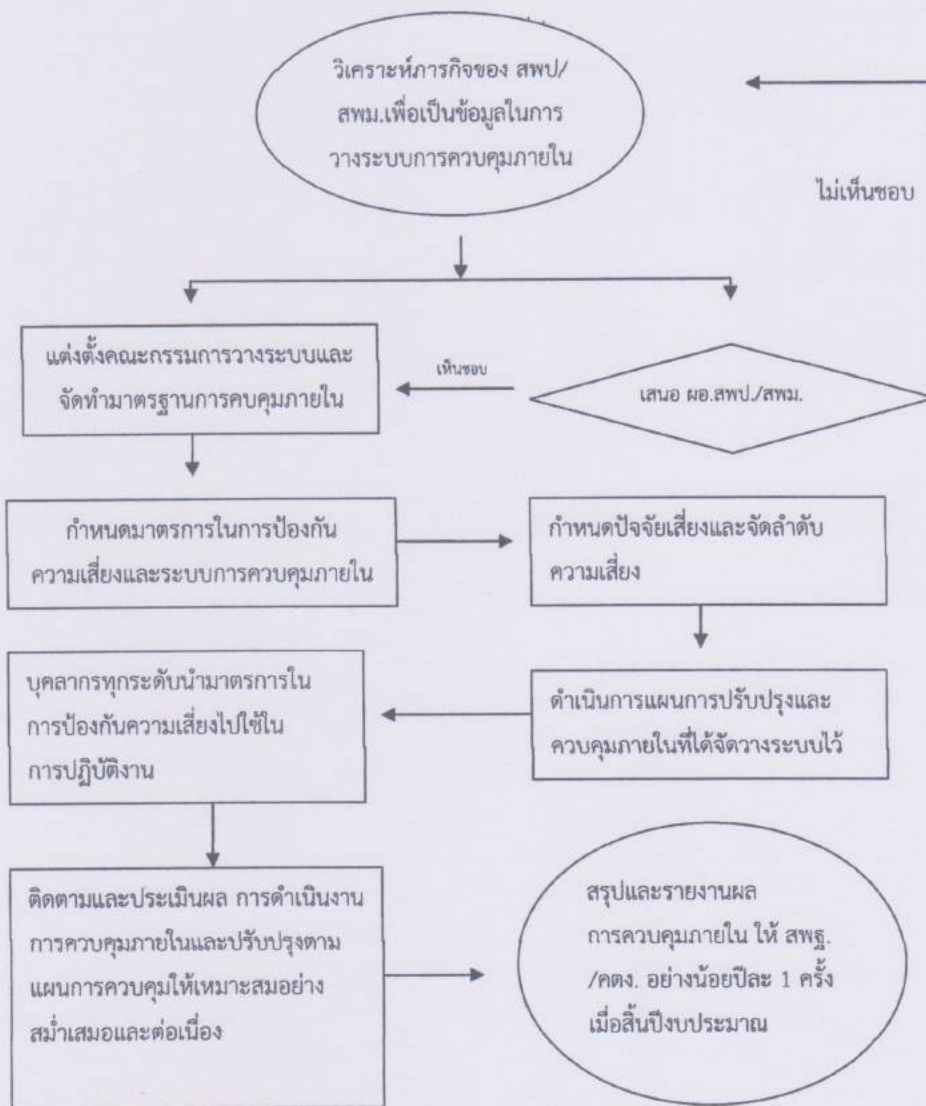 วิเคราะห์ภารกิจของ สพป/
สพม.เพื่อเป็นข้อมูลในการ
วางระบบการควบคุมภายใน
ไม่เห็นชอบ
แต่งตั้งคณะกรรมการวางระบบและ
จัดทำมาตรฐานการคบคุมภายใน
เห็นชอบ
เสนอ ผอ.สพป./สพม.
กำหนดมาตรการในการป้องกัน
ความเสี่ยงและระบบการควบคุมภายใน
กำหนดปัจจัยเสี่ยงและจัดลำดับ
ความเสี่ยง
บุคลากรทุกระดับนำมาตรการใน
การป้องกันความเสี่ยงไปใช้ใน
การปฏิบัติงาน
ดำเนินการแผนการปรับปรุงและ
ควบคุมภายในที่ได้จัดวางระบบไว้
ติดตามและประเมินผล การดำเนินงาน
การควบคุมภายในและปรับปรุงตาม
แผนการควบคุมให้เหมาะสมอย่าง
สม่ำเสมอและต่อเนื่อง
สรุปและรายงานผล
การควบคุมภายใน ให้ สพฐ.
/คตง. อย่างน้อยปีละ 1 ครั้ง
เมื่อสิ้นปีงบประมาณ